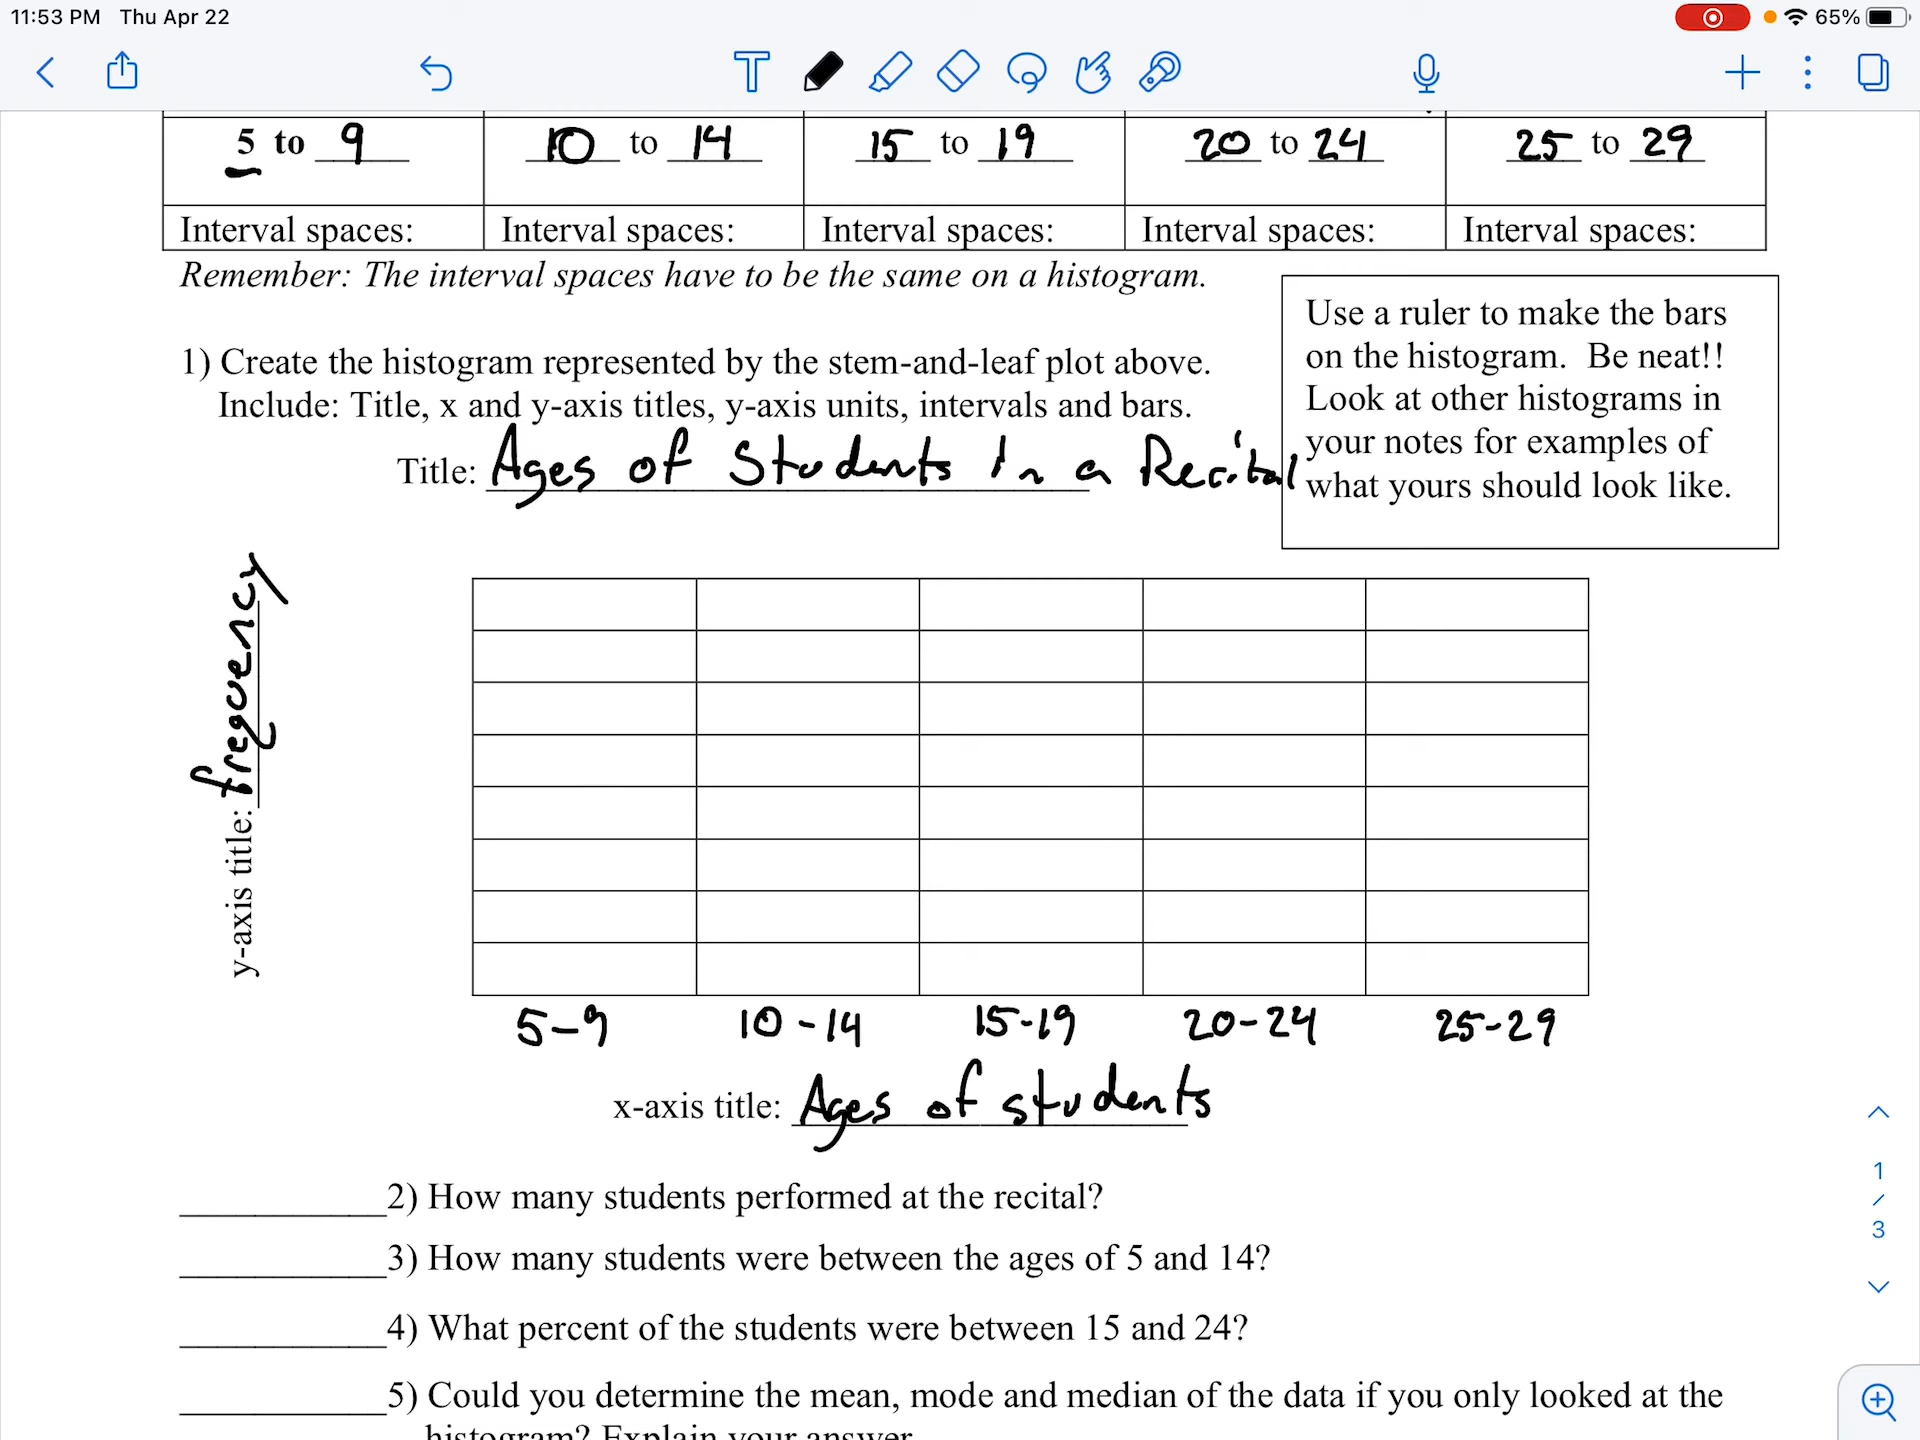 11:53 PM Thu Apr 22
65%
5 to 9 10 to 14 15 to 19 20 to 24 25 to 29
Interval spaces: Interval spaces: Interval spaces: Interval spaces: Interval spaces:
Remember: The interval spaces have to be the same on a histogram.
Use a ruler to make the bars
on the histogram. Be neat!!
Look at other histograms in
your notes for examples of
what yours should look like.
1) Create the histogram represented by the stem-and-leaf plot above.
Include: Title, x and y-axis titles, y-axis units, intervals and bars.
Title: Ages of Students In a Recital
y-axis title: frequency
5-9 10-14 15-19 20-24 25-29
x-axis title: Ages of students
2) How many students performed at the recital?
3) How many students were between the ages of 5 and 14?
4) What percent of the students were between 15 and 24?
5) Could you determine the mean, mode and median of the data if you only looked at the
histogram? Explain your answer
1
/
3